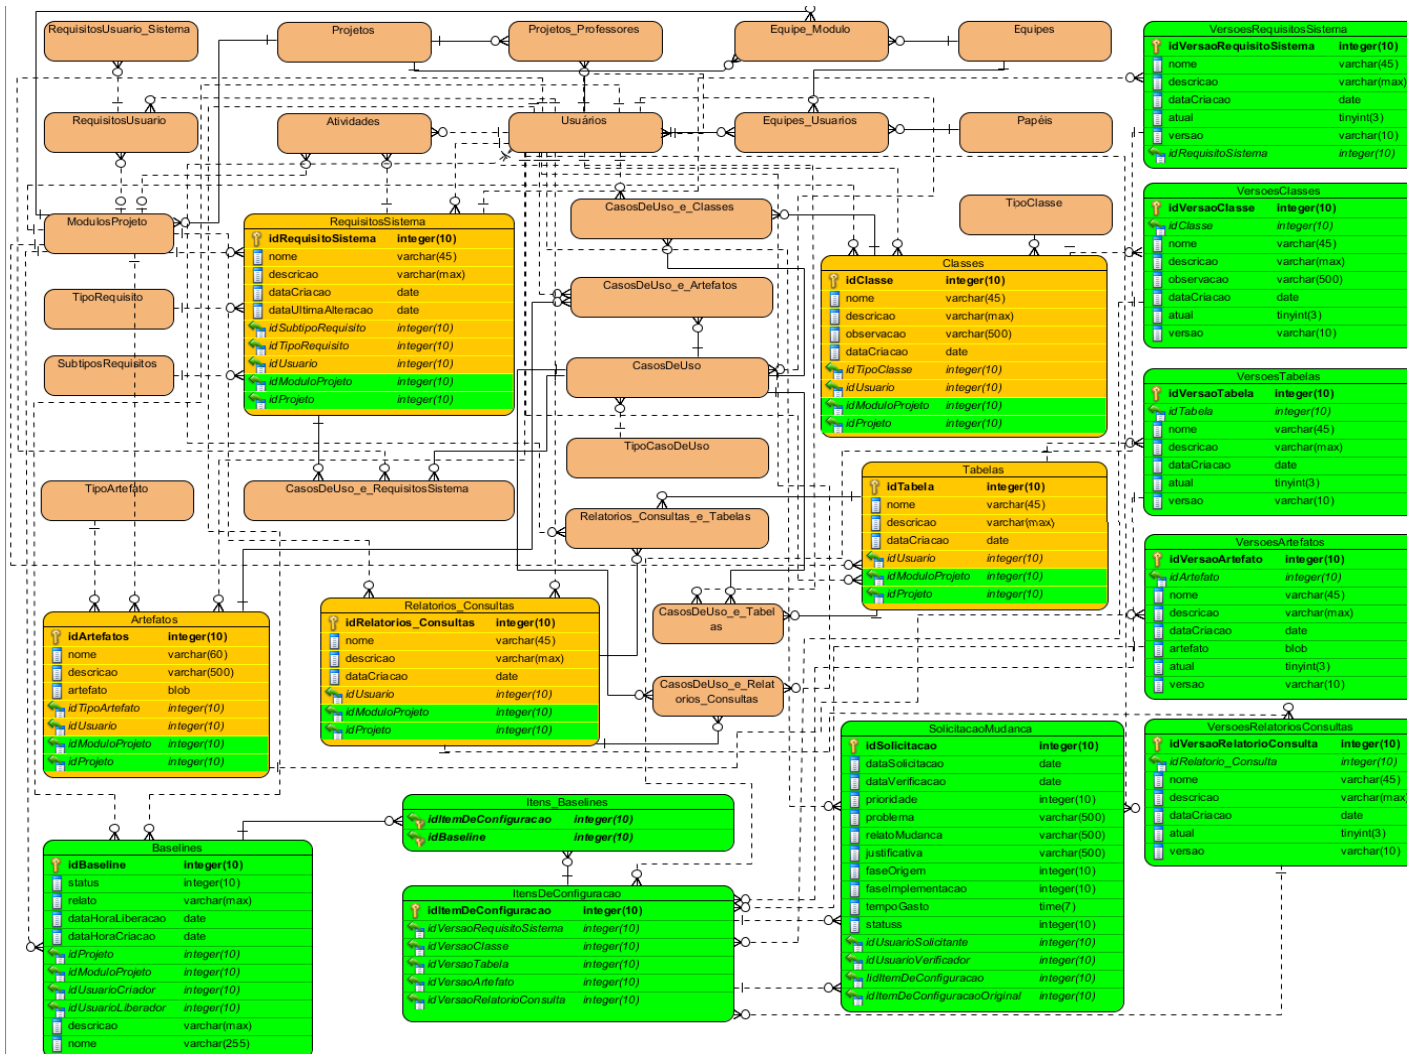 RequisitosUsuario_Sistema
Projetos
Projetos_Professores
Equipe_Modulo
Equipes
RequisitosUsuario
Atividades
Usuários
Equipes_Usuarios
Papéis
ModulosProjeto
TipoRequisito
SubtiposRequisitos
TipoArtefato
RequisitosSistema
idRequisitoSistema integer(10)
nome varchar(45)
descricao varchar(max)
dataCriacao date
dataUltimaAlteracao date
idSubtipoRequisito integer(10)
idTipoRequisito integer(10)
idUsuario integer(10)
idModuloProjeto integer(10)
idProjeto integer(10)
CasosDeUso_e_RequisitosSistema
CasosDeUso_e_Classes
CasosDeUso_e_Artefatos
CasosDeUso
TipoCasoDeUso
Relatorios_Consultas_e_Tabelas
CasosDeUso_e_Tabel
as
CasosDeUso_e_Relat
orios_Consultas
TipoClasse
Classes
idClasse integer(10)
nome varchar(45)
descricao varchar(max)
observacao varchar(500)
dataCriacao date
idTipoClasse integer(10)
idUsuario integer(10)
idModuloProjeto integer(10)
idProjeto integer(10)
Tabelas
idTabela integer(10)
nome varchar(45)
descricao varchar(max)
dataCriacao date
idUsuario integer(10)
idModuloProjeto integer(10)
idProjeto integer(10)
VersoesRequisitosSistema
idVersaoRequisitoSistema integer(10)
nome varchar(45)
descricao varchar(max)
dataCriacao date
atual tinyint(3)
versao varchar(10)
idRequisitoSistema integer(10)
VersoesClasses
idVersaoClasse integer(10)
idClasse integer(10)
nome varchar(45)
descricao varchar(max)
observacao varchar(500)
dataCriacao date
atual tinyint(3)
versao varchar(10)
VersoesTabelas
idVersaoTabela integer(10)
idTabela integer(10)
nome varchar(45)
descricao varchar(max)
dataCriacao date
atual tinyint(3)
versao varchar(10)
VersoesArtefatos
idVersaoArtefato integer(10)
idArtefato integer(10)
nome varchar(45)
descricao varchar(max)
dataCriacao date
artefato blob
atual tinyint(3)
versao varchar(10)
VersoesRelatoriosConsultas
idVersaoRelatorioConsulta integer(10)
idRelatorio_Consulta integer(10)
nome varchar(45)
descricao varchar(max)
dataCriacao date
atual tinyint(3)
versao varchar(10)
Artefatos
idArtefatos integer(10)
nome varchar(60)
descricao varchar(500)
artefato blob
idTipoArtefato integer(10)
idUsuario integer(10)
idModuloProjeto integer(10)
idProjeto integer(10)
Relatorios_Consultas
idRelatorios_Consultas integer(10)
nome varchar(45)
descricao varchar(max)
dataCriacao date
idUsuario integer(10)
idModuloProjeto integer(10)
idProjeto integer(10)
SolicitacaoMudanca
idSolicitacao integer(10)
dataSolicitacao date
dataVerificacao date
prioridade integer(10)
problema varchar(500)
relatoMudanca varchar(500)
justificativa varchar(500)
faseOrigem integer(10)
faseImplementacao integer(10)
tempoGasto time(7)
statuss integer(10)
idUsuarioSolicitante integer(10)
idUsuarioVerificador integer(10)
IidItemDeConfiguracao integer(10)
idItemDeConfiguracaoOriginal integer(10)
Itens_Baselines
idItemDeConfiguracao integer(10)
idBaseline integer(10)
ItensDeConfiguracao
idItemDeConfiguracao integer(10)
idVersaoRequisitoSistema integer(10)
idVersaoClasse integer(10)
idVersaoTabela integer(10)
idVersaoArtefato integer(10)
idVersaoRelatorioConsulta integer(10)
Baselines
idBaseline integer(10)
status integer(10)
relato varchar(max)
dataHoraLiberacao date
dataHoraCriacao date
idProjeto integer(10)
idModuloProjeto integer(10)
idUsuarioCriador integer(10)
idUsuarioLiberador integer(10)
descricao varchar(max)
nome varchar(255)